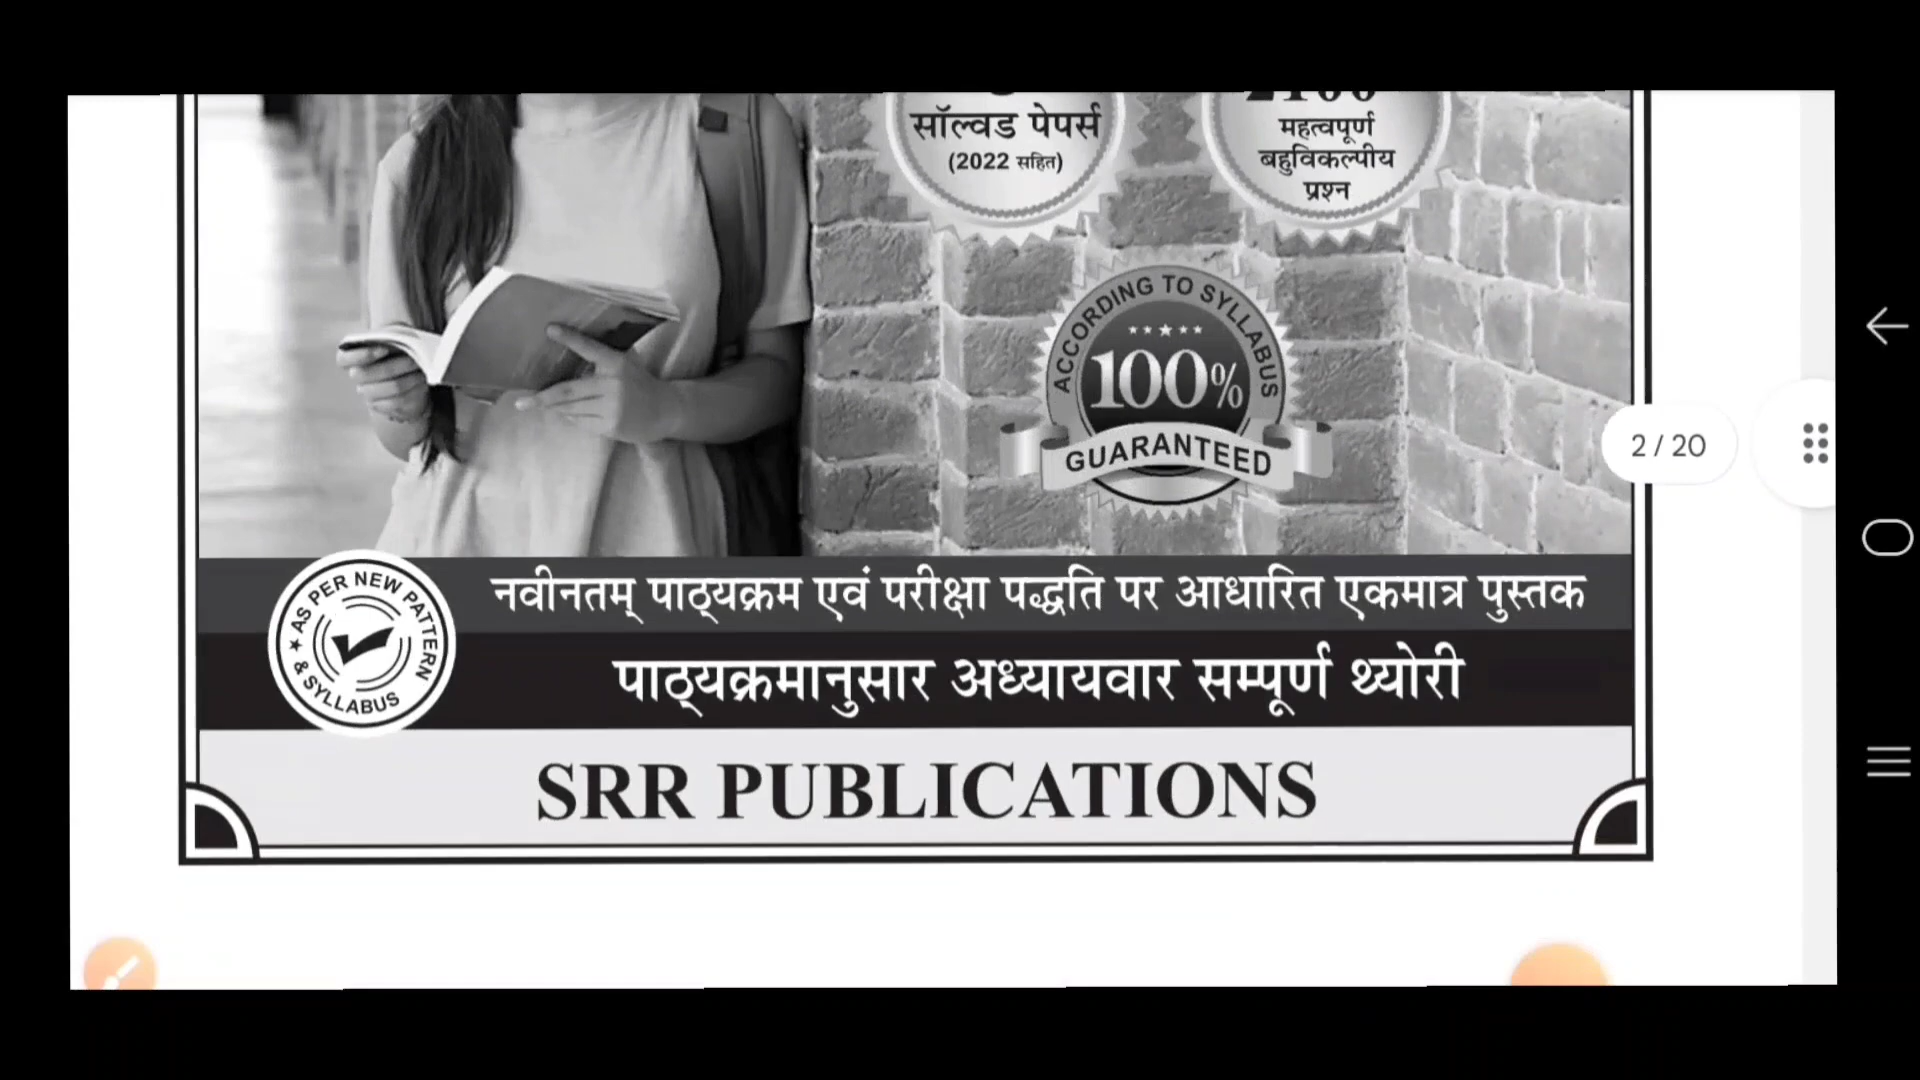 सॉल्वड पेपर्स
(2022 सहित)
महत्वपूर्ण
बहुविकल्पीय
प्रश्न
ACCORDING TO SYLLABUS
100%
GUARANTEED
2 / 20
AS PER NEW PATTERN
& SYLLABUS
नवीनतम् पाठ्यक्रम एवं परीक्षा पद्धति पर आधारित एकमात्र पुस्तक
पाठ्यक्रमानुसार अध्यायवार सम्पूर्ण थ्योरी
SRR PUBLICATIONS